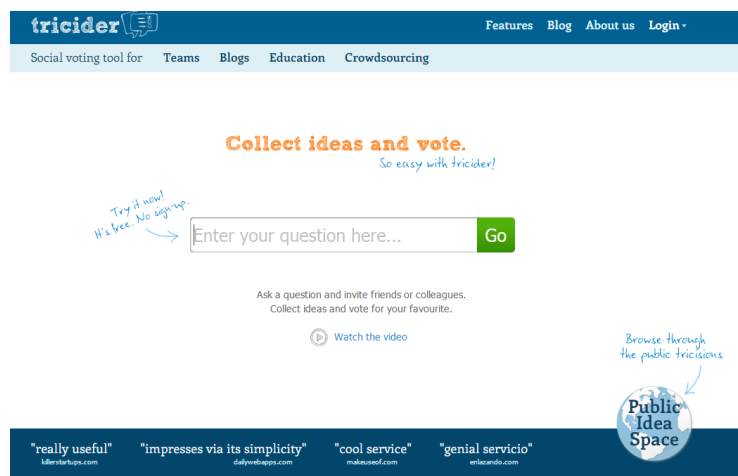 tricider
Features Blog About us Login
Social voting tool for Teams Blogs Education Crowdsourcing
Collect ideas and vote.
So easy with tricider!
Try it now!
It's free. No sign-up.
Enter your question here... Go
Ask a question and invite friends or colleagues.
Collect ideas and vote for your favourite.
Watch the video
Browse through
the public tricisions
Public
Idea
Space
"really useful" "impresses via its simplicity" "cool service" "genial servicio"
killerstartups.com dailywebapps.com makeuseof.com enlazando.com